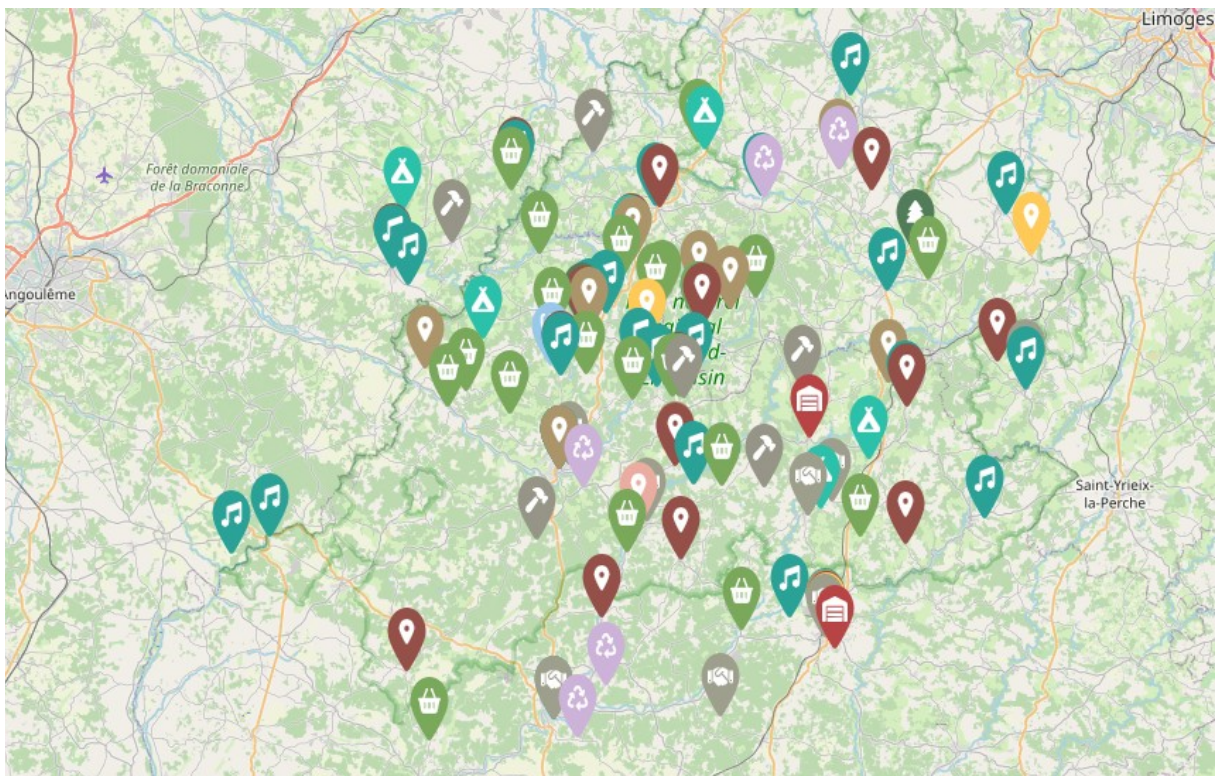 Limoges
Forêt domaniale
de la Braconne
Angoulême
Saint-Yrieix-
la-Perche